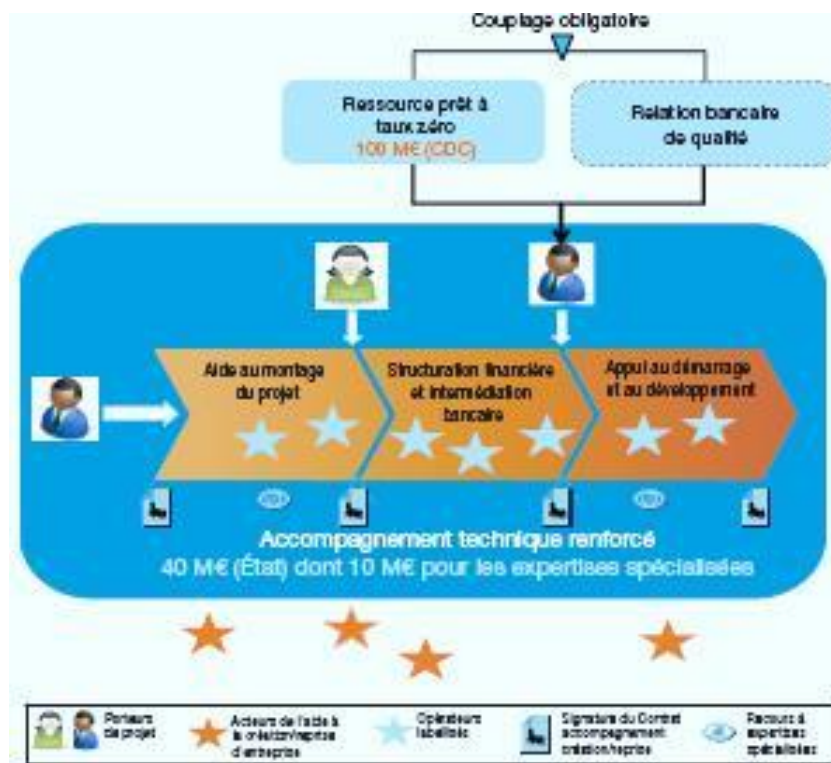 Couplage obligatoire
Ressource prêt à
taux zéro
100 M€ (CDC)
Relation bancaire
de qualité
Aide au montage
du projet
Structuration financière
et intermédiation
bancaire
Appui au démarrage
et au développement
Accompagnement technique renforcé
40 M€ (État) dont 10 M€ pour les expertises spécialisées
Porteurs
de projet
Acteurs de l'aide à
la création/reprise
d'entreprise
Opérateurs
labellisés
Signature du Contrat
accompagnement
création/reprise
Recours à
expertises
spécialisées